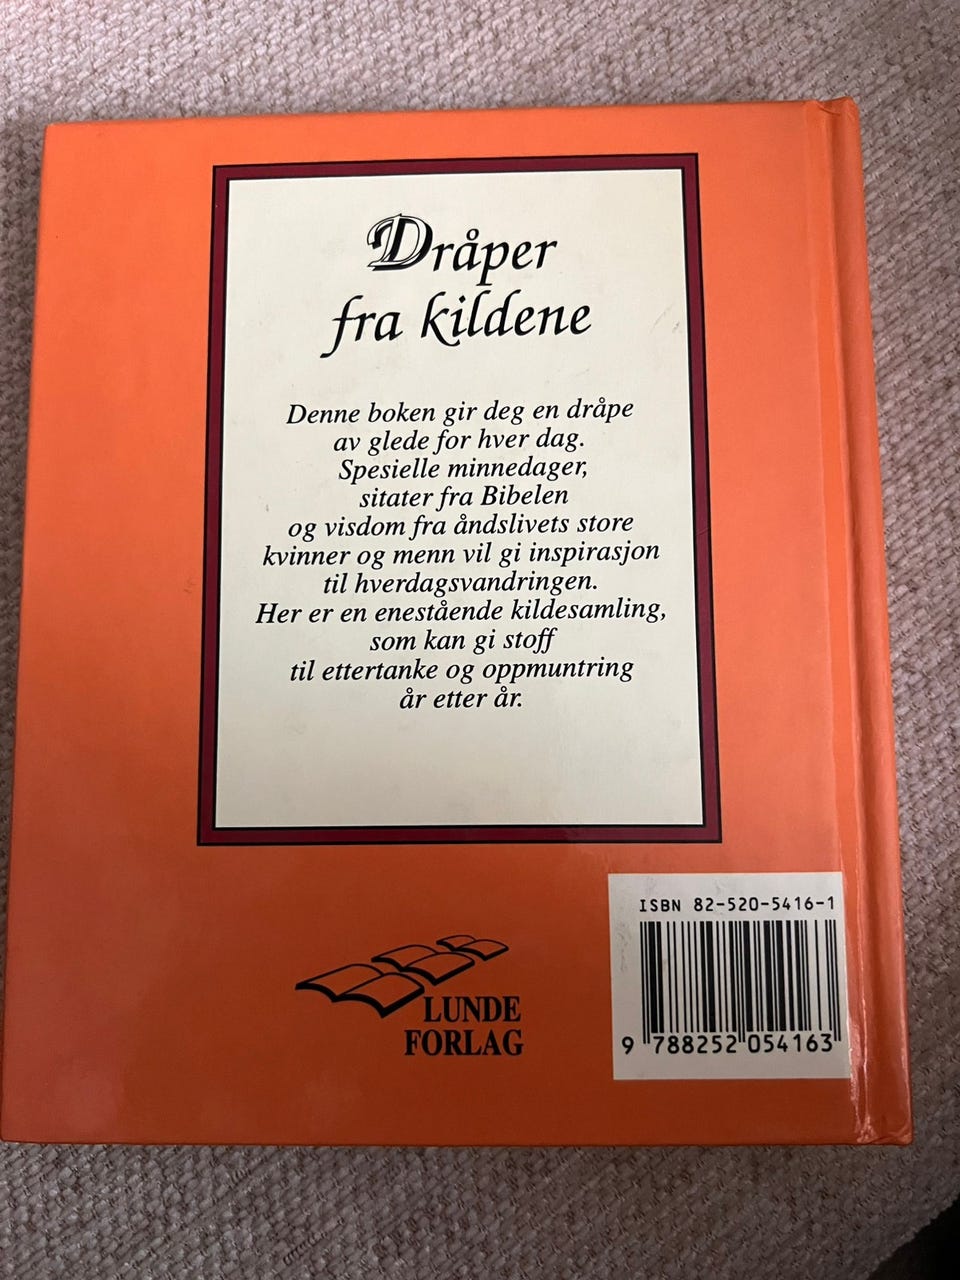 Dråper
fra kildene
Denne boken gir deg en dråpe
av glede for hver dag.
Spesielle minnedager,
sitater fra Bibelen
og visdom fra åndslivets store
kvinner og menn vil gi inspirasjon
til hverdagsvandringen.
Her er en enestående kildesamling,
som kan gi stoff
til ettertanke og oppmuntring
år etter år.
LUNDE
FORLAG
ISBN 82-520-5416-1
9 788252 054163